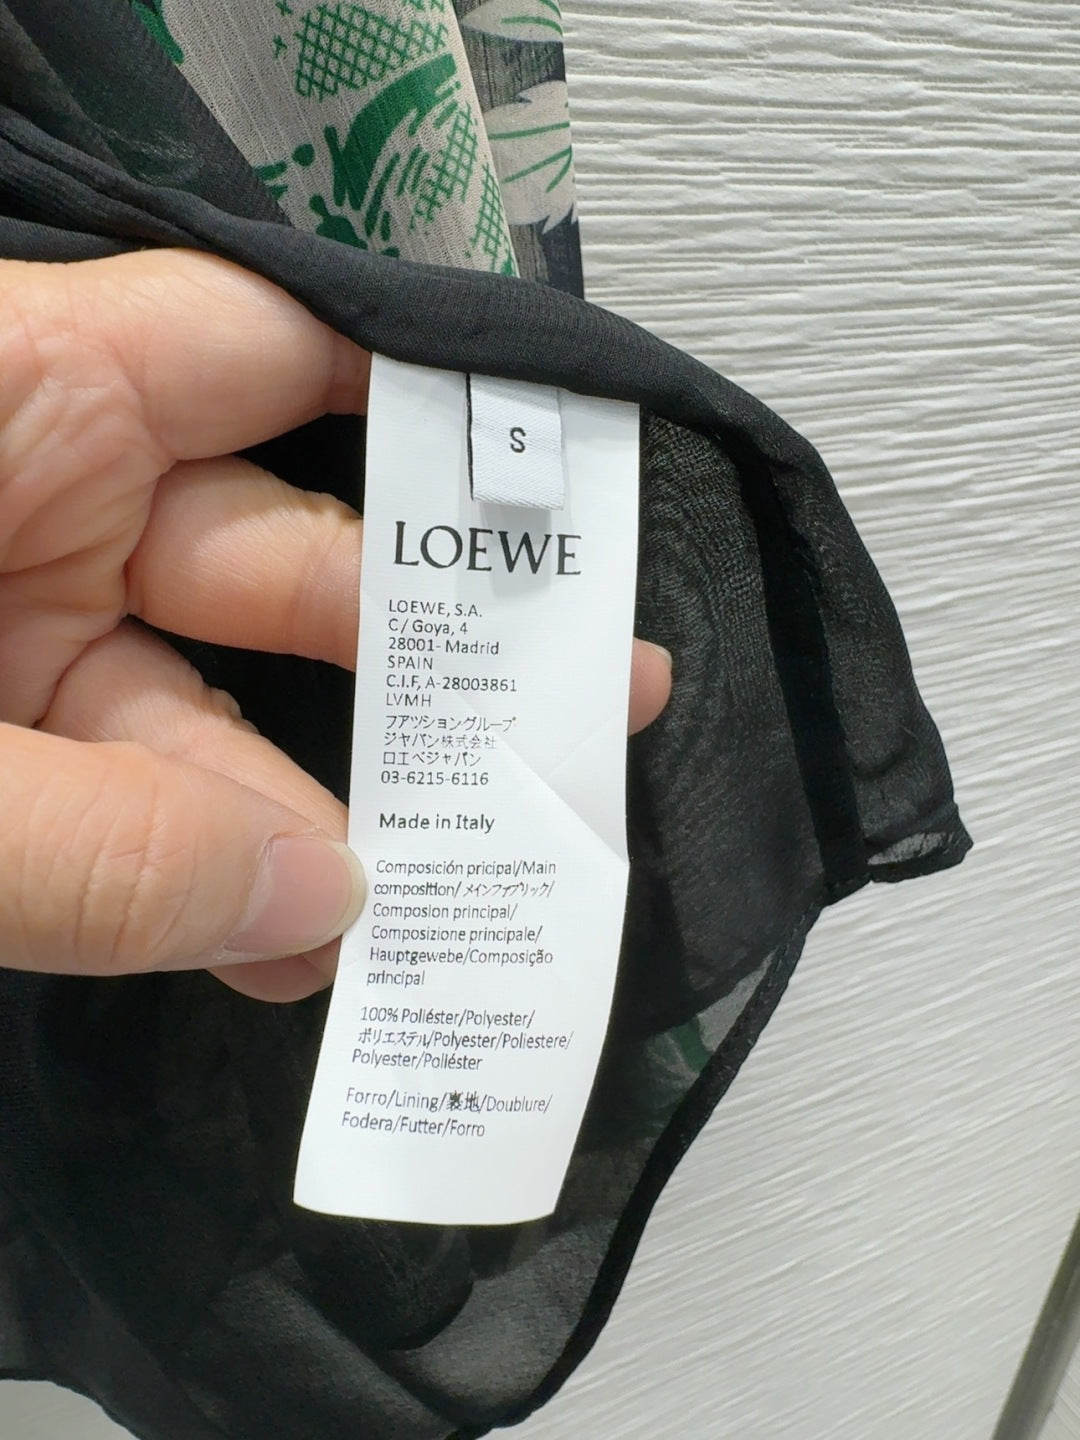 S
LOEWE
LOEWE, S.A.
C/ Goya, 4
28001- Madrid
SPAIN
C.I.F, A-28003861
LVMH
フアツショングループ
ジヤパン株式会社
ロエベジャパン
03-6215-6116
Made in Italy
Composición pricipal/Main
composition/メインファブリック/
Composion principal/
Composizione principale/
Hauptgewebe/Composição
principal
100% Poliéster/Polyester/
ポリエステル/Polyester/Poliestere/
Polyester/Poliéster
Forro/Lining/裏地/Doublure/
Fodera/Futter/Forro